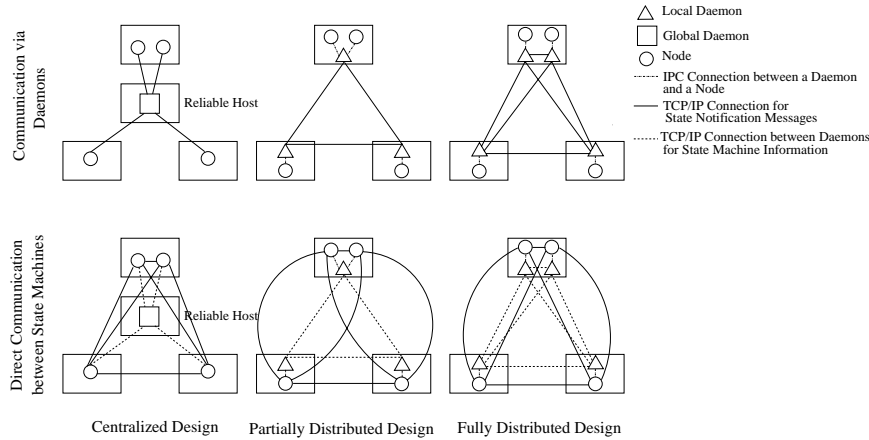 Communication via
Daemons
Reliable Host
Local Daemon
Global Daemon
Node
IPC Connection between a Daemon
and a Node
TCP/IP Connection for
State Notification Messages
TCP/IP Connection between Daemons
for State Machine Information
Direct Communication
between State Machines
Reliable Host
Centralized Design
Partially Distributed Design
Fully Distributed Design